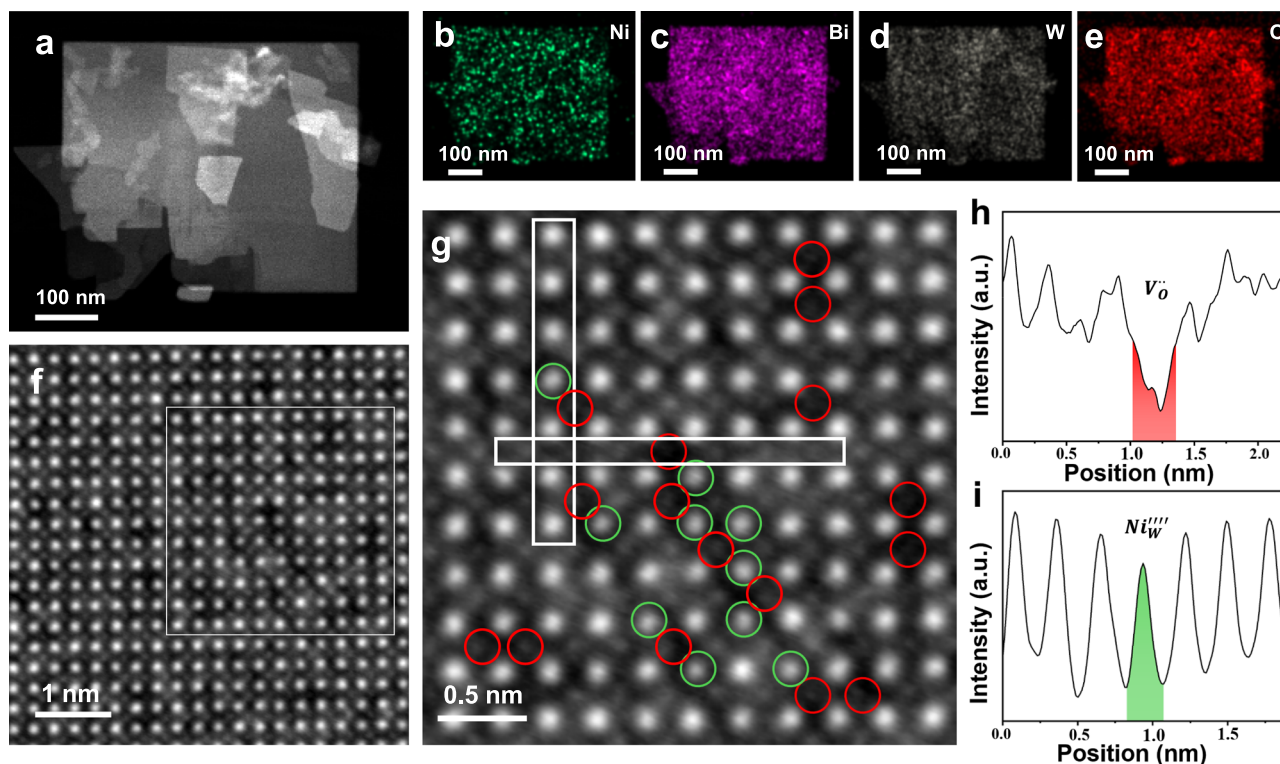 a
100 nm
b
Ni
100 nm
c
Bi
100 nm
d
W
100 nm
e
100 nm
f
1 nm
g
0.5 nm
h
Intensity (a.u.)
V_O^{··}
0.0 0.5 1.0 1.5 2.0
Position (nm)
i
Intensity (a.u.)
Ni_W''''
0.0 0.5 1.0 1.5
Position (nm)